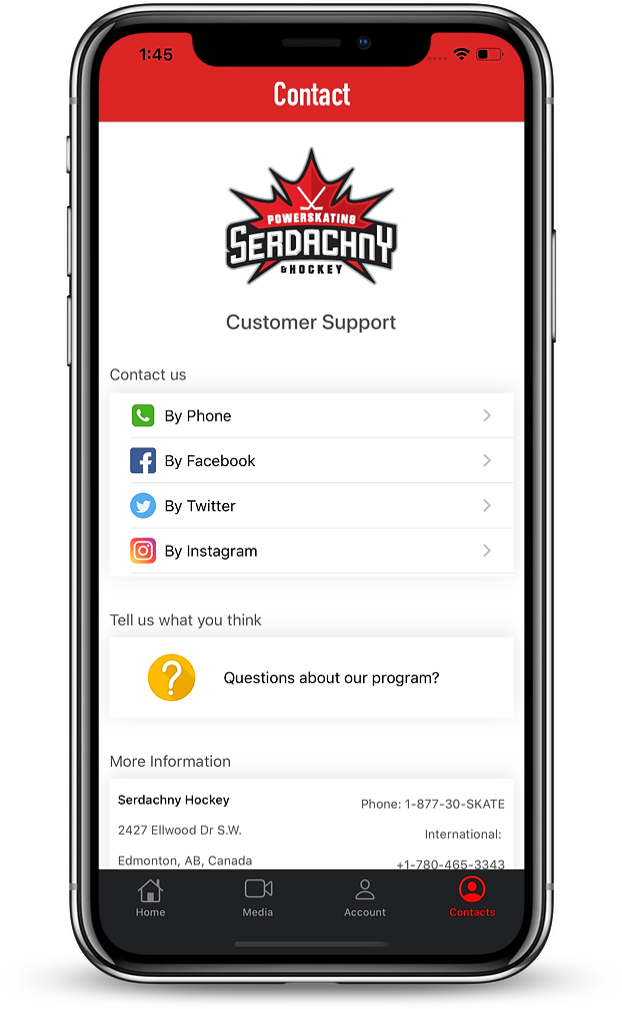 1:45
Contact
POWERSKATING
SERDACHNY
& HOCKEY
Customer Support
Contact us
By Phone
By Facebook
By Twitter
By Instagram
Tell us what you think
?
Questions about our program?
More Information
Serdachny Hockey
Phone: 1-877-30-SKATE
2427 Ellwood Dr S.W.
International:
Edmonton, AB, Canada
+1-780-465-3343
Home
Media
Account
Contacts